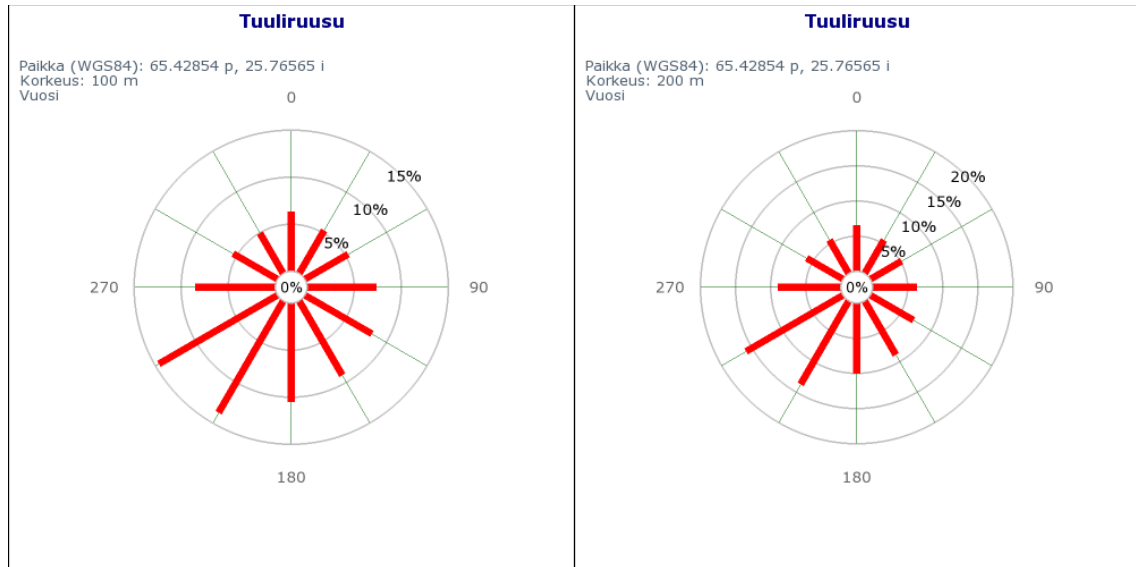 Tuuliruusu
Paikka (WGS84): 65.42854 p, 25.76565 i
Korkeus: 100 m
Vuosi
0
15%
10%
5%
270
0%
90
180
Tuuliruusu
Paikka (WGS84): 65.42854 p, 25.76565 i
Korkeus: 200 m
Vuosi
0
20%
15%
10%
5%
270
0%
90
180